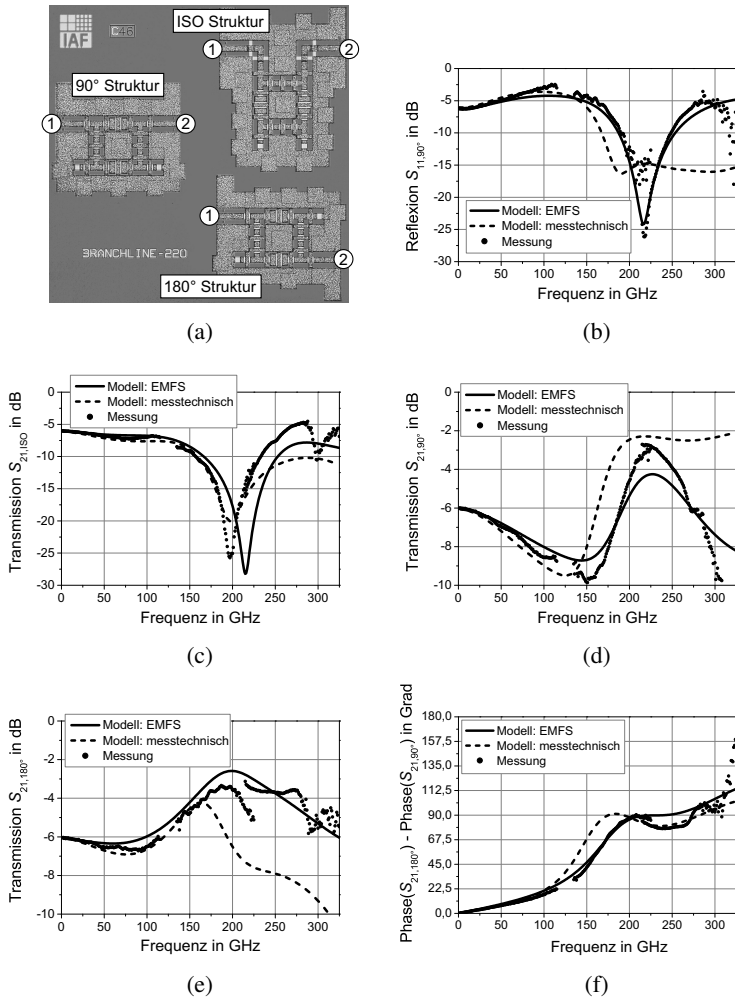 ISO Struktur
IAF
C46
1
2
90° Struktur
1
2
1
2
BRANCHLINE-220
180° Struktur
(a)
0
-5
-10
-15
-20
-25
-30
Reflexion S11,90° in dB
Modell: EMFS
Modell: messtechnisch
Messung
0 50 100 150 200 250 300
Frequenz in GHz
(b)
0
-5
-10
-15
-20
-25
-30
Transmission S21,ISO in dB
Modell: EMFS
Modell: messtechnisch
Messung
0 50 100 150 200 250 300
Frequenz in GHz
(c)
0
-2
-4
-6
-8
-10
Transmission S21,90° in dB
Modell: EMFS
Modell: messtechnisch
Messung
0 50 100 150 200 250 300
Frequenz in GHz
(d)
0
-2
-4
-6
-8
-10
Transmission S21,180° in dB
Modell: EMFS
Modell: messtechnisch
Messung
0 50 100 150 200 250 300
Frequenz in GHz
(e)
180,0
157,5
135,0
112,5
90,0
67,5
45,0
22,5
0,0
Phase(S21,180°) - Phase(S21,90°) in Grad
Modell: EMFS
Modell: messtechnisch
Messung
0 50 100 150 200 250 300
Frequenz in GHz
(f)